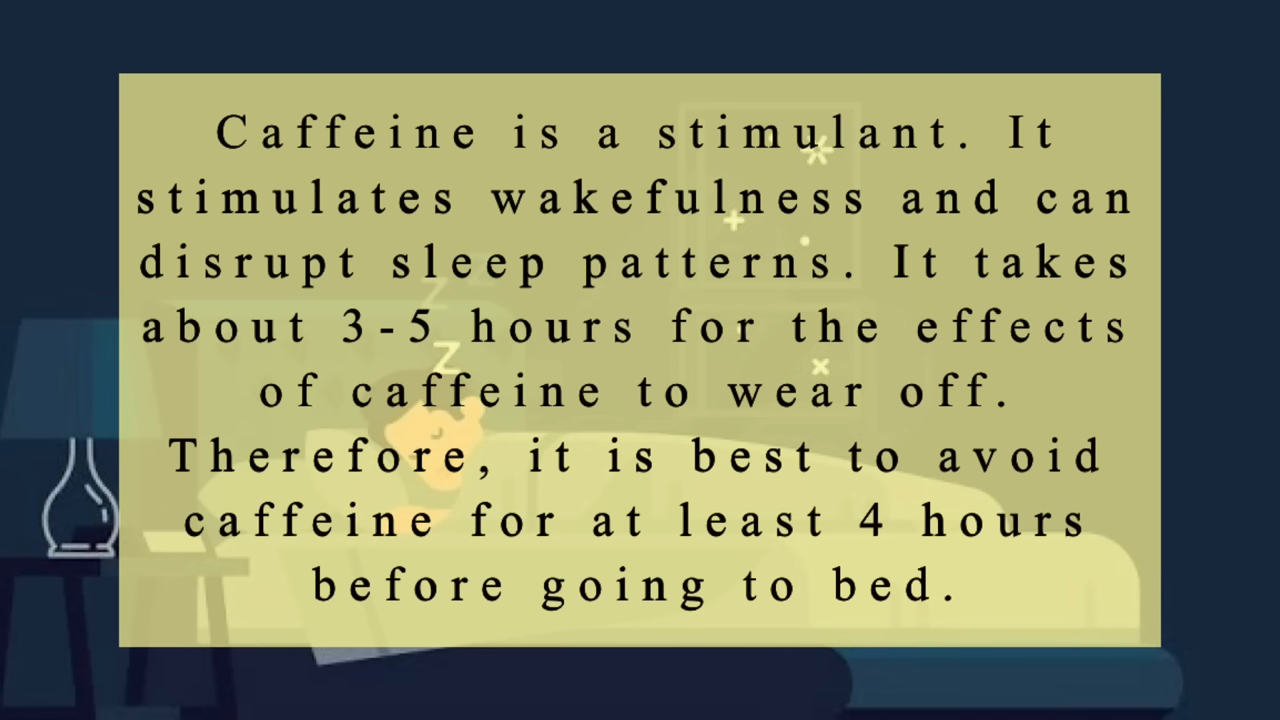 Caffeine is a stimulant. It
stimulates wakefulness and can
disrupt sleep patterns. It takes
about 3-5 hours for the effects
of caffeine to wear off.
Therefore, it is best to avoid
caffeine for at least 4 hours
before going to bed.
Z
Z